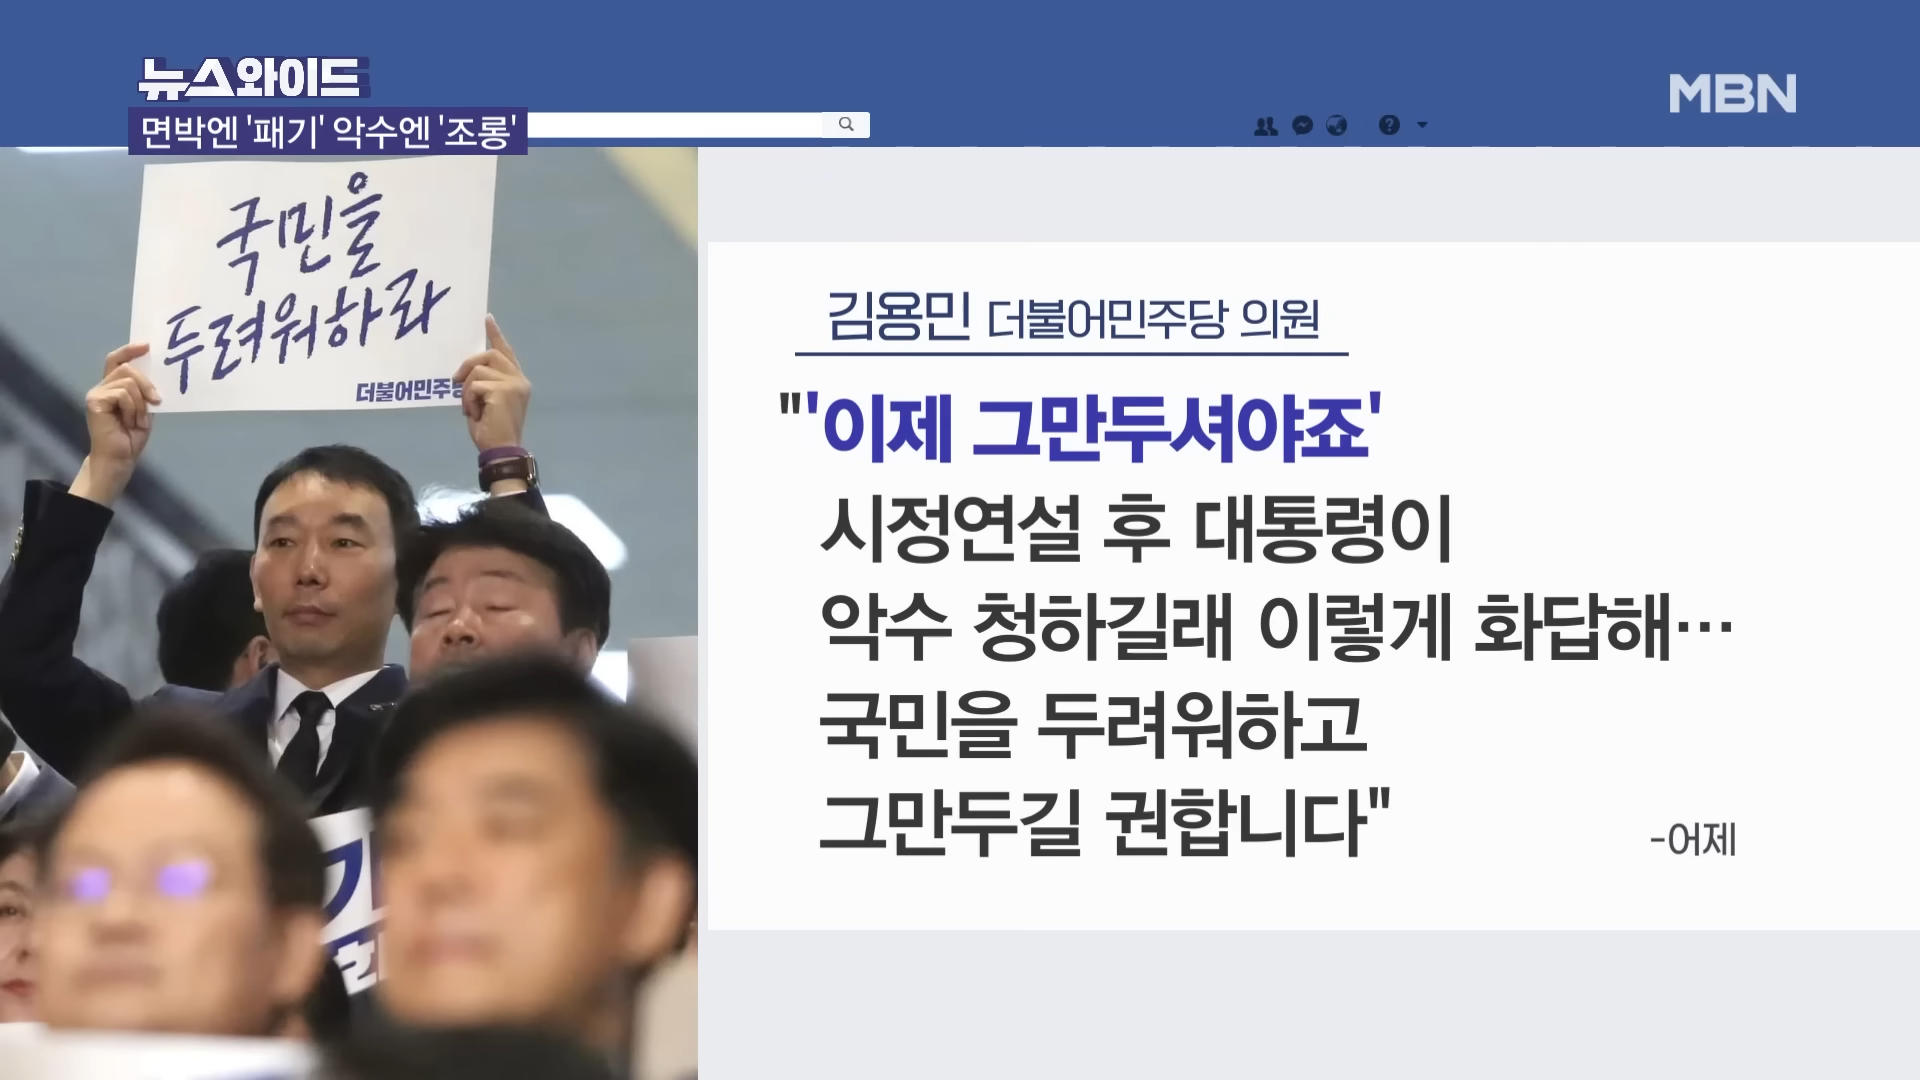 뉴스와이드
MBN
면박엔 '패기' 악수엔 '조롱'
국민을
두려워하라
더불어민주당
김용민 더불어민주당 의원
"'이제 그만두셔야죠'
시정연설 후 대통령이
악수 청하길래 이렇게 화답해…
국민을 두려워하고
그만두길 권합니다"
-어제